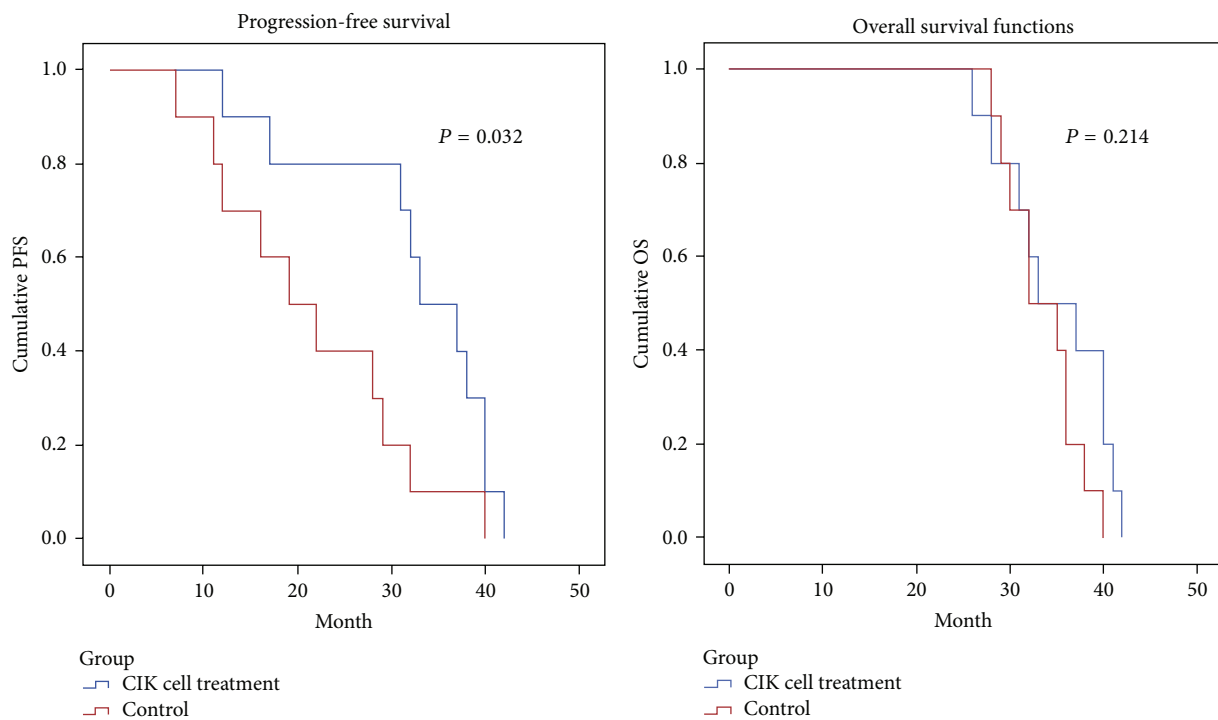 Progression-free survival
1.0
P = 0.032
0.8
0.6
0.4
0.2
0.0
Cumulative PFS
0 10 20 30 40 50
Month
Group
CIK cell treatment
Control
Overall survival functions
1.0
P = 0.214
0.8
0.6
0.4
0.2
0.0
Cumulative OS
0 10 20 30 40 50
Month
Group
CIK cell treatment
Control